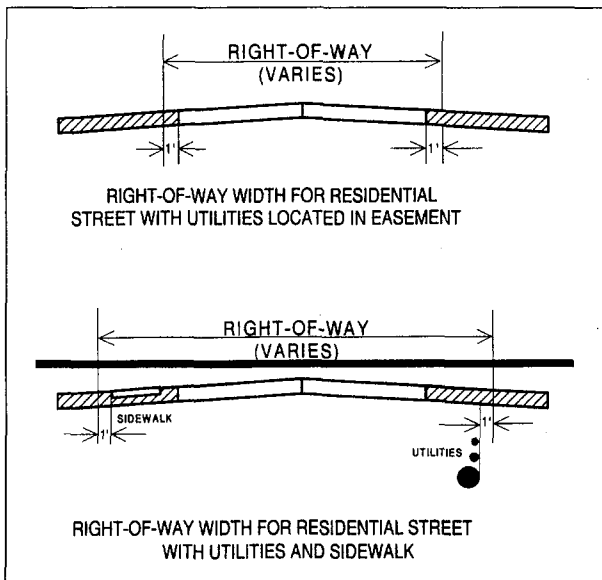 RIGHT-OF-WAY
(VARIES)
1'
1'
RIGHT-OF-WAY WIDTH FOR RESIDENTIAL
STREET WITH UTILITIES LOCATED IN EASEMENT
RIGHT-OF-WAY
(VARIES)
SIDEWALK
1'
1'
UTILITIES
RIGHT-OF-WAY WIDTH FOR RESIDENTIAL STREET
WITH UTILITIES AND SIDEWALK